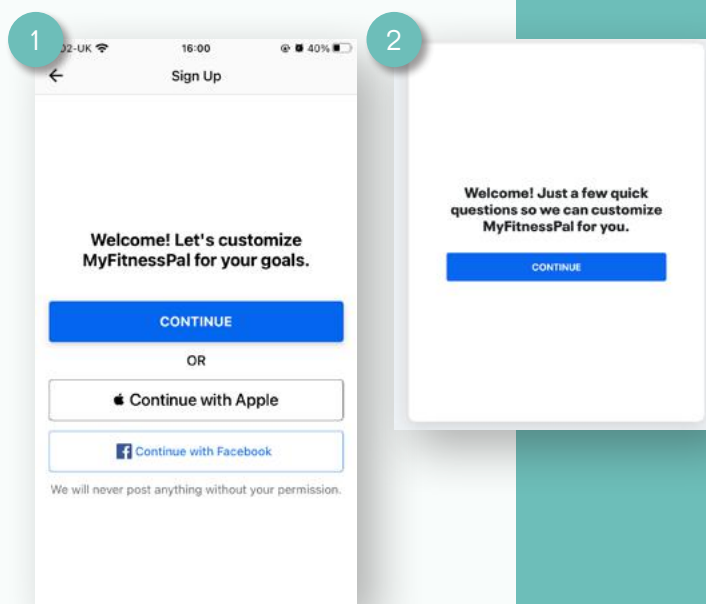 1
02-UK
16:00
40%
Sign Up
Welcome! Let's customize
MyFitnessPal for your goals.
CONTINUE
OR
Continue with Apple
Continue with Facebook
We will never post anything without your permission.
2
Welcome! Just a few quick
questions so we can customize
MyFitnessPal for you.
CONTINUE